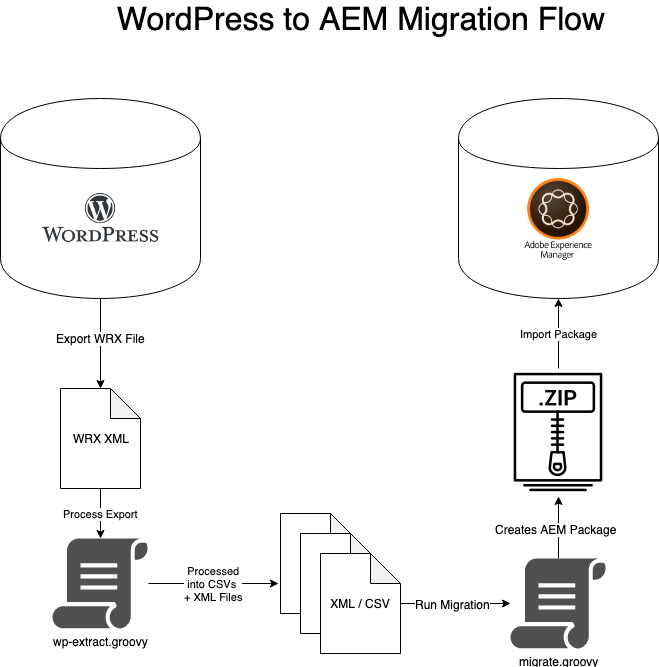 WordPress to AEM Migration Flow
WORDPRESS
Adobe Experience
Manager
Export WRX File
Import Package
WRX XML
.ZIP
Process Export
Creates AEM Package
Processed
into CSVs
+ XML Files
XML / CSV
Run Migration
wp-extract.groovy
migrate.groovy